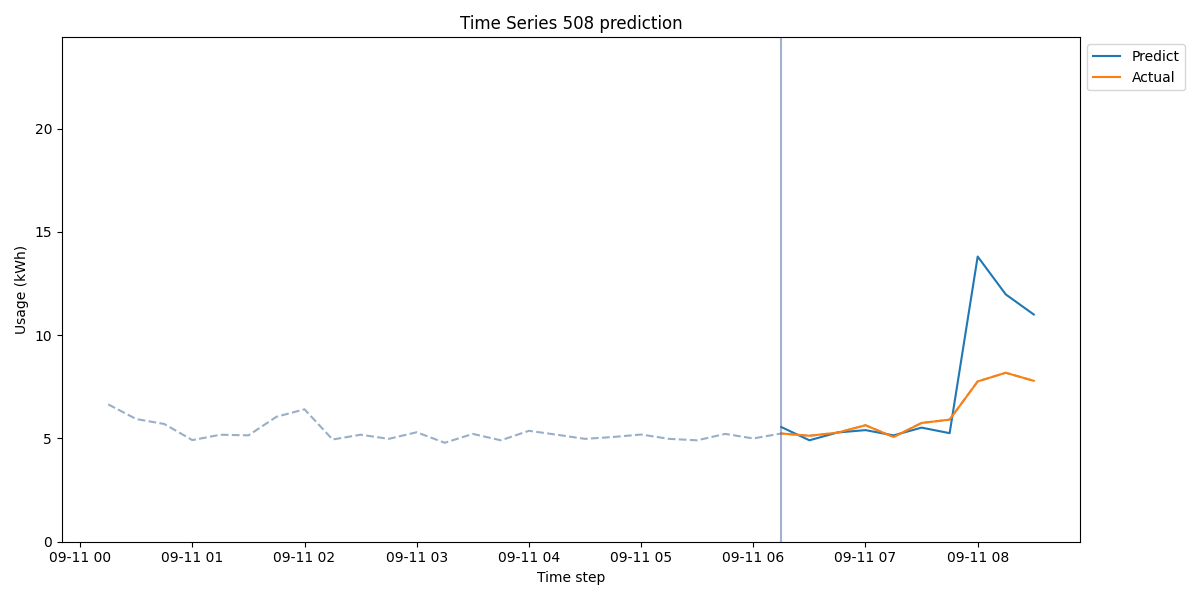 Time Series 508 prediction
Predict
Actual
20
15
10
5
0
Usage (kWh)
09-11 00 09-11 01 09-11 02 09-11 03 09-11 04 09-11 05 09-11 06 09-11 07 09-11 08
Time step